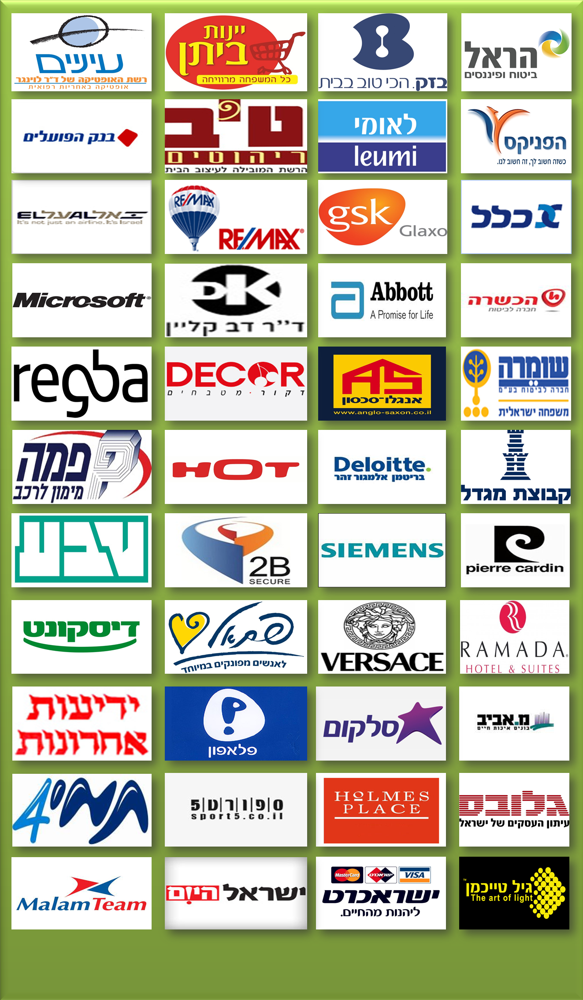 עיניים
רשת האופטיקה של ד"ר לוינגר
אופטיקה באחריות רפואית
יינות
ביתן
כל המשפחה מרוויחה
B
בזק. הכי טוב בבית
הראל
ביטוח ופיננסים
בנק הפועלים
טיב
ריהוטים
הרשת המובילה לעיצוב הבית
לאומי
leumi
הפניקס
כשזה חשוב לך, זה חשוב לנו.
ELעלALאל
It's not just an airline. It's Israel
RE/MAX
RE/MAX®
gsk
Glaxo
כלל
Microsoft®
DK
ד"ר דב קליין
a Abbott
A Promise for Life
הכשרה
חברה לביטוח
regba
DECOR
דקור · מטבחים
AS
אנגלו-סכסון
www.anglo-saxon.co.il
שומרה
חברה לביטוח בע"מ
משפחה ישראלית
פמה
מימון לרכב
HOT
Deloitte.
בריטמן אלמגור זהר
קבוצת מגדל
טבע
2B
SECURE
SIEMENS
pierre cardin
דיסקונט
פתאל
לאנשים מפונקים במיוחד
VERSACE
RAMADA®
HOTEL & SUITES
ידיעות
אחרונות
פלאפון
סלקום
מ.אביב
בונים איכות חיים
תמי4
ספורט5
sport5.co.il
HOLMES
PLACE
גלובס
עיתון העסקים של ישראל
MalamTeam
ישראל היום
MasterCard ישראכרט VISA
ישראכרט
ליהנות מהחיים.
גיל טייכמן™
The art of light